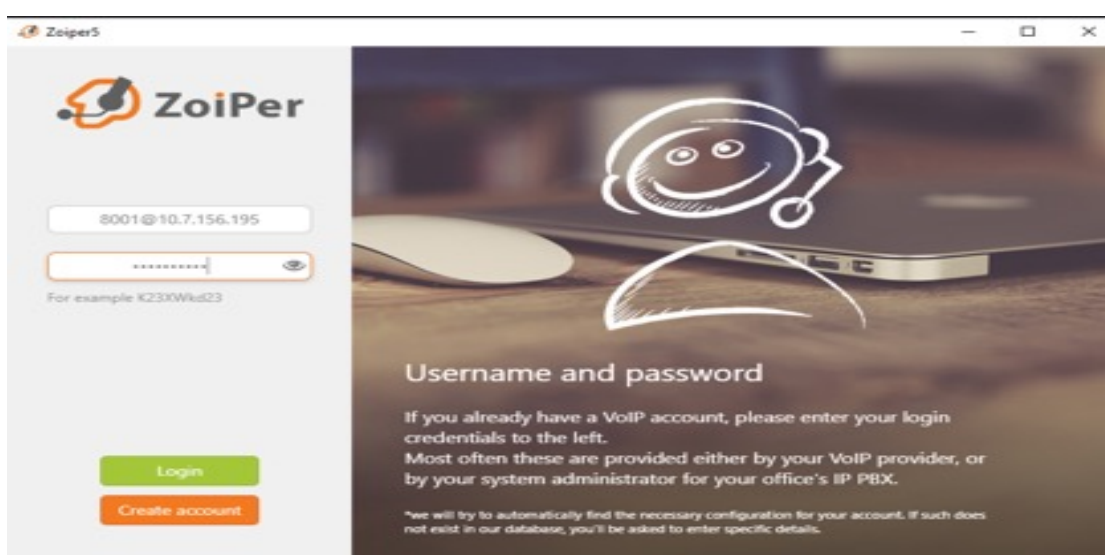 Zoiper5
ZoiPer
8001@10.7.156.195
For example K23XWkd23
Login
Create account
Username and password
If you already have a VoIP account, please enter your login
credentials to the left.
Most often these are provided either by your VoIP provider, or
by your system administrator for your office's IP PBX.
*we will try to automatically find the necessary configuration for your account. If such does
not exist in our database, you'll be asked to enter specific details.